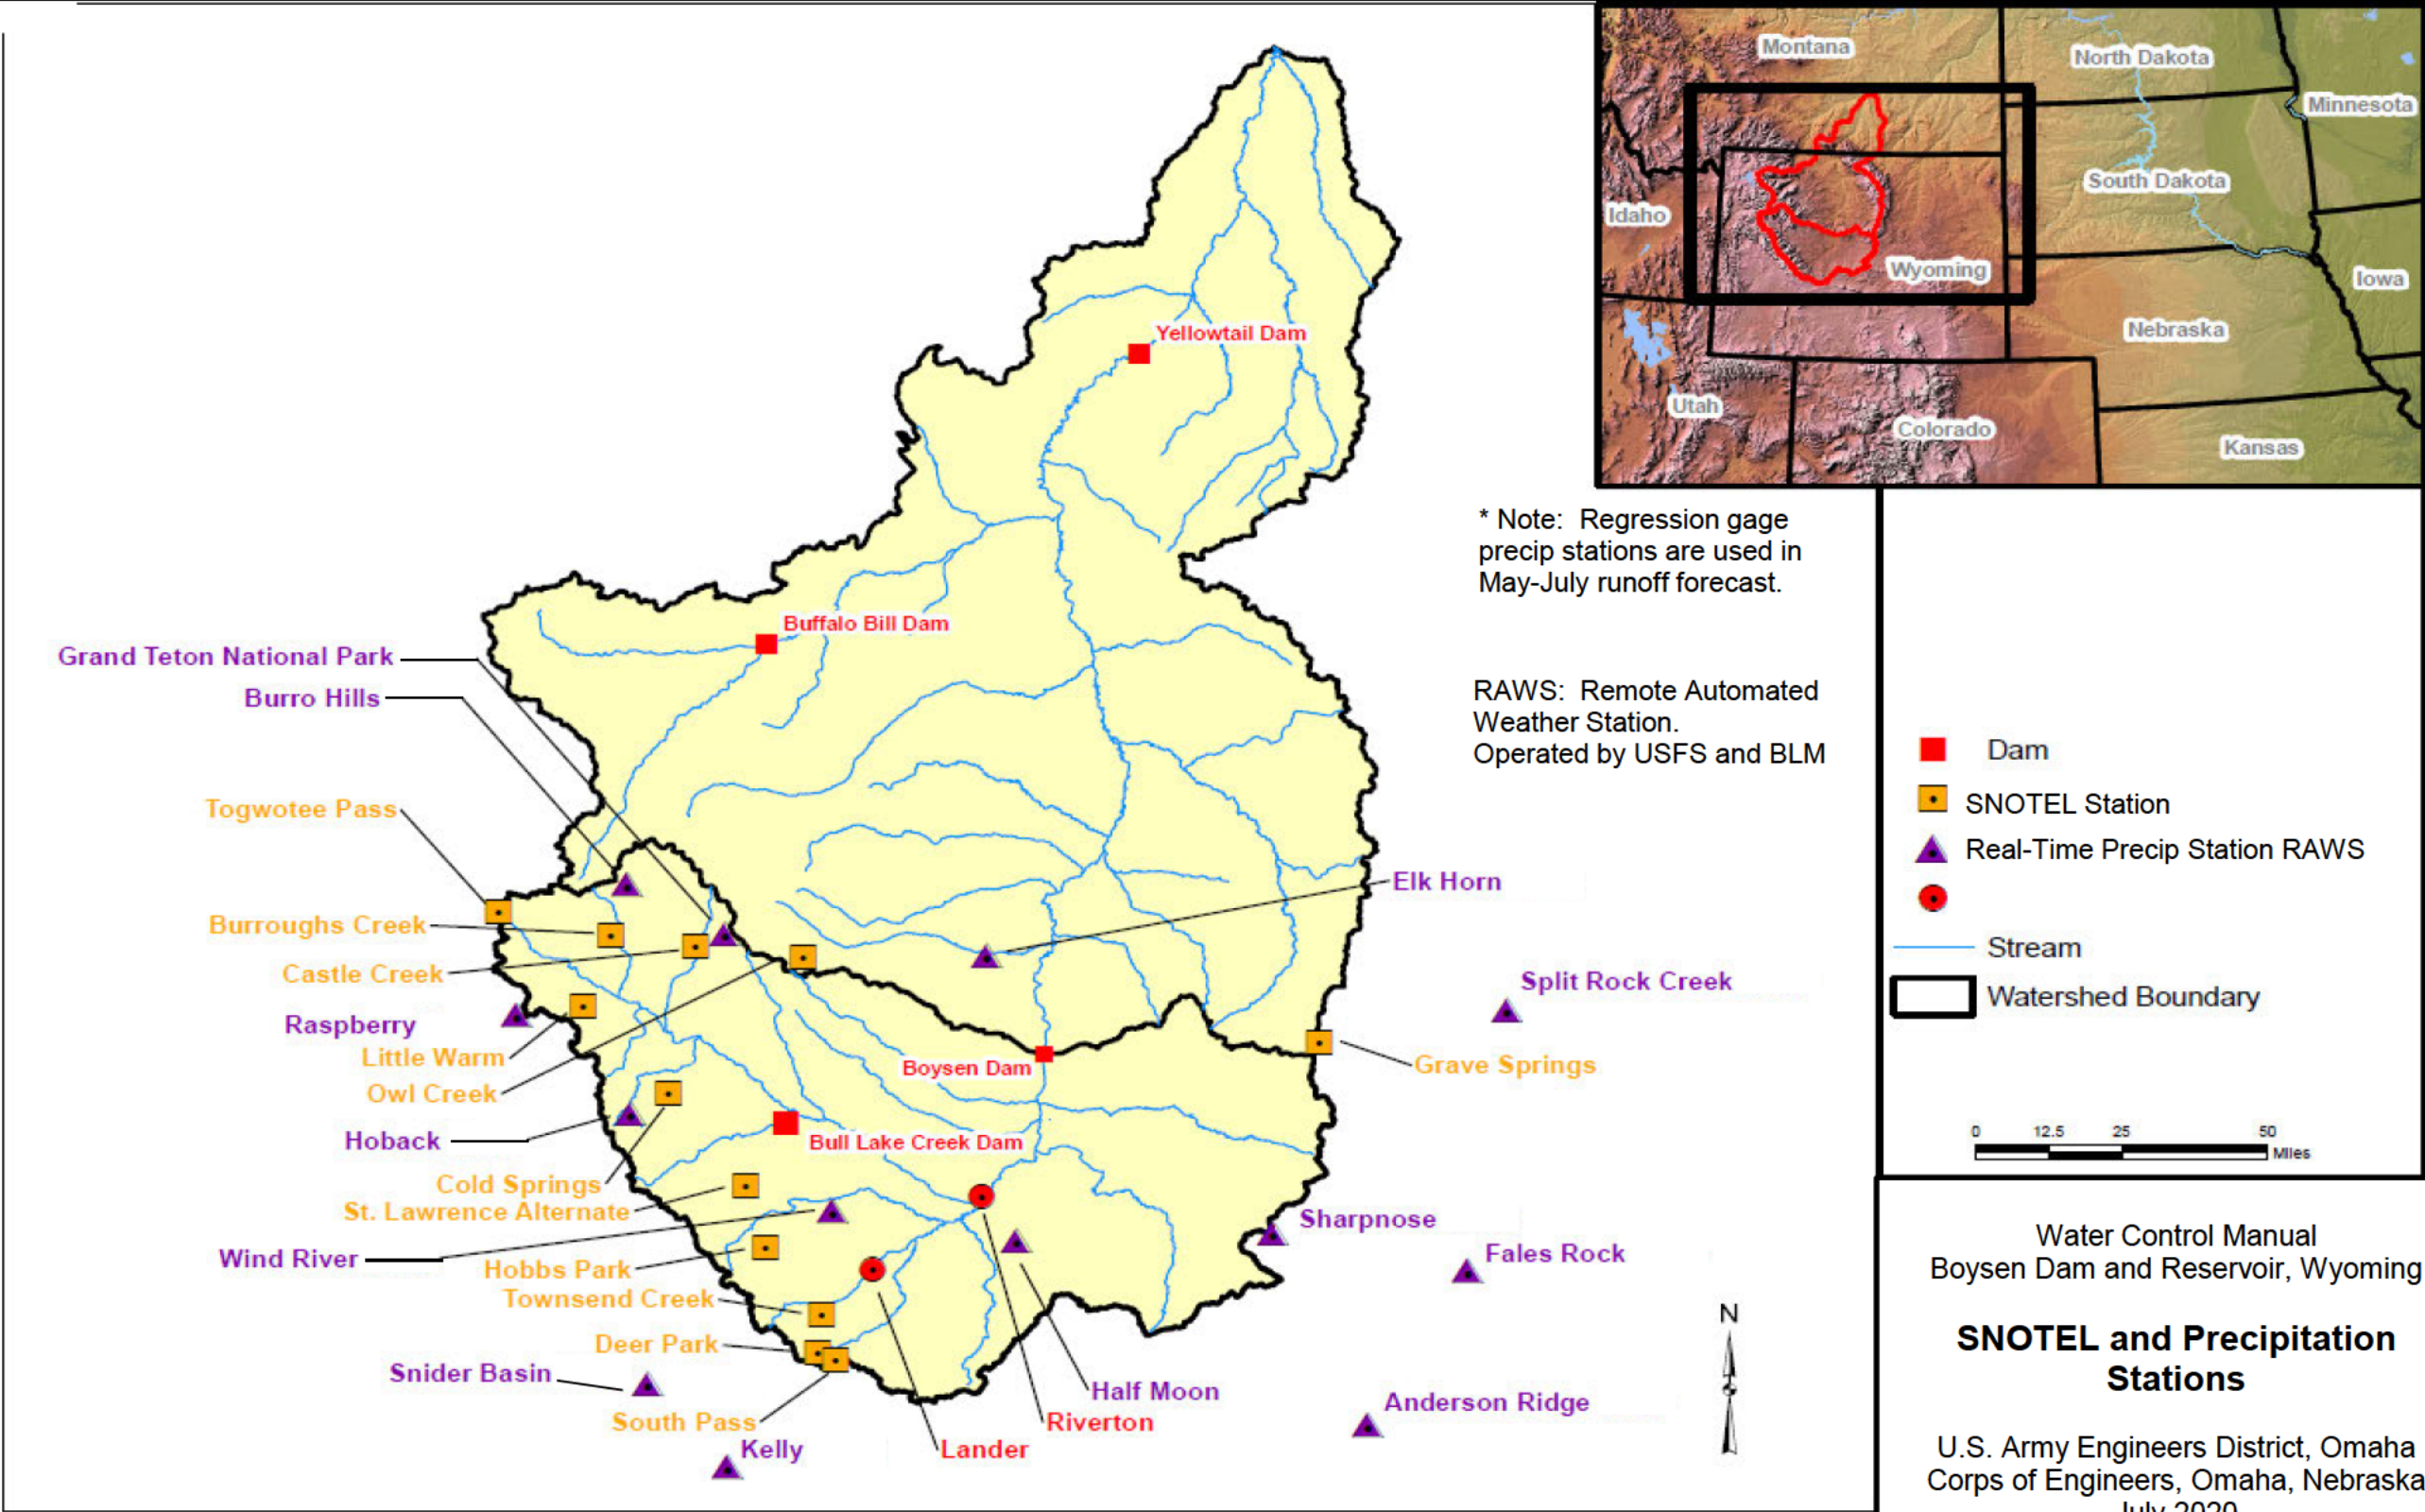 Montana
North Dakota
Minnesota
South Dakota
Idaho
Wyoming
Iowa
Nebraska
Utah
Colorado
Kansas
Yellowtail Dam
* Note: Regression gage
precip stations are used in
May-July runoff forecast.
Buffalo Bill Dam
Grand Teton National Park
Burro Hills
RAWS: Remote Automated
Weather Station.
Operated by USFS and BLM
Dam
SNOTEL Station
Real-Time Precip Station RAWS
Stream
Watershed Boundary
Togwotee Pass
Elk Horn
Burroughs Creek
Castle Creek
Split Rock Creek
Raspberry
Little Warm
Boysen Dam
Grave Springs
Owl Creek
Hoback
Bull Lake Creek Dam
0 12.5 25 50
Miles
Cold Springs
St. Lawrence Alternate
Sharpnose
Wind River
Fales Rock
Hobbs Park
Townsend Creek
Deer Park
Snider Basin
Half Moon
Anderson Ridge
South Pass
Riverton
Kelly
Lander
N
Water Control Manual
Boysen Dam and Reservoir, Wyoming
SNOTEL and Precipitation
Stations
U.S. Army Engineers District, Omaha
Corps of Engineers, Omaha, Nebraska
July 2020